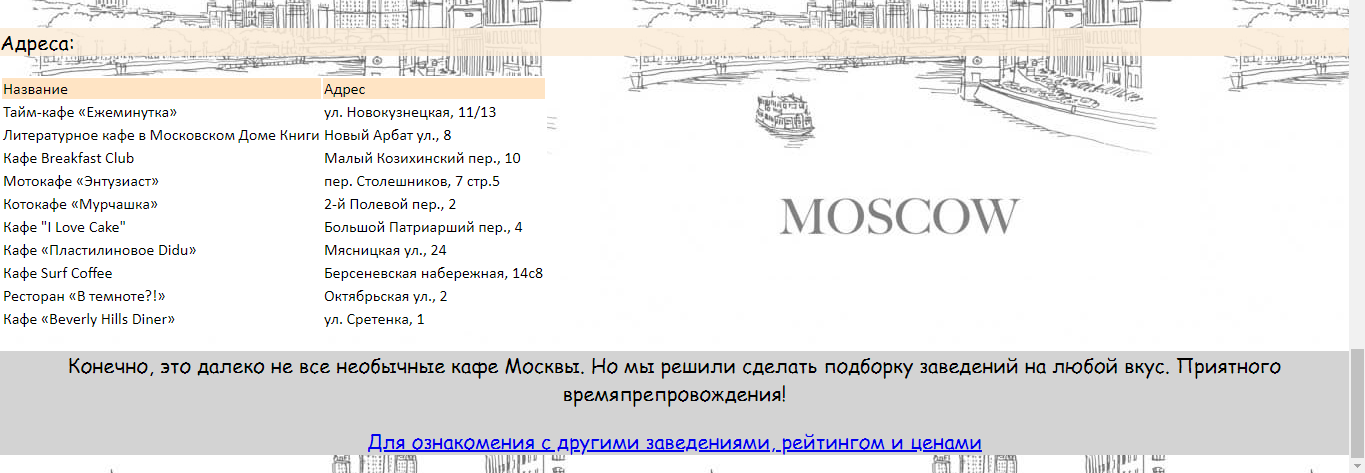 Адреса:
Название Адрес
Тайм-кафе «Ежеминутка» ул. Новокузнецкая, 11/13
Литературное кафе в Московском Доме Книги Новый Арбат ул., 8
Кафе Breakfast Club Малый Козихинский пер., 10
Мотокафе «Энтузиаст» пер. Столешников, 7 стр.5
Котокафе «Мурчашка» 2-й Полевой пер., 2
Кафе "I Love Cake" Большой Патриарший пер., 4
Кафе «Пластилиновое Didu» Мясницкая ул., 24
Кафе Surf Coffee Берсеневская набережная, 14с8
Ресторан «В темноте?!» Октябрьская ул., 2
Кафе «Beverly Hills Diner» ул. Сретенка, 1
MOSCOW
Конечно, это далеко не все необычные кафе Москвы. Но мы решили сделать подборку заведений на любой вкус. Приятного
времяпрепровождения!
Для ознакомения с другими заведениями, рейтингом и ценами